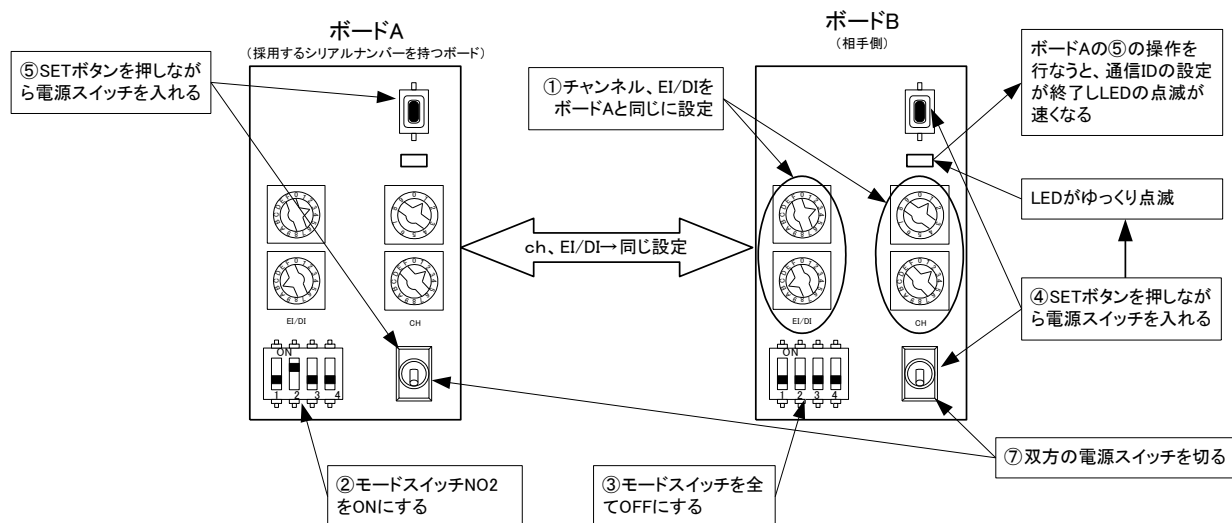 ボードA
(採用するシリアルナンバーを持つボード)
⑤SETボタンを押しなが
ら電源スイッチを入れる
EI/DI
CH
ON
1 2 3 4
②モードスイッチNO2
をONにする
ch、EI/DI→同じ設定
ボードB
(相手側)
①チャンネル、EI/DIを
ボードAと同じに設定
EI/DI
CH
ON
1 2 3 4
③モードスイッチを全
てOFFにする
ボードAの⑤の操作を
行なうと、通信IDの設定
が終了しLEDの点滅が
速くなる
LEDがゆっくり点滅
④SETボタンを押しなが
ら電源スイッチを入れる
⑦双方の電源スイッチを切る